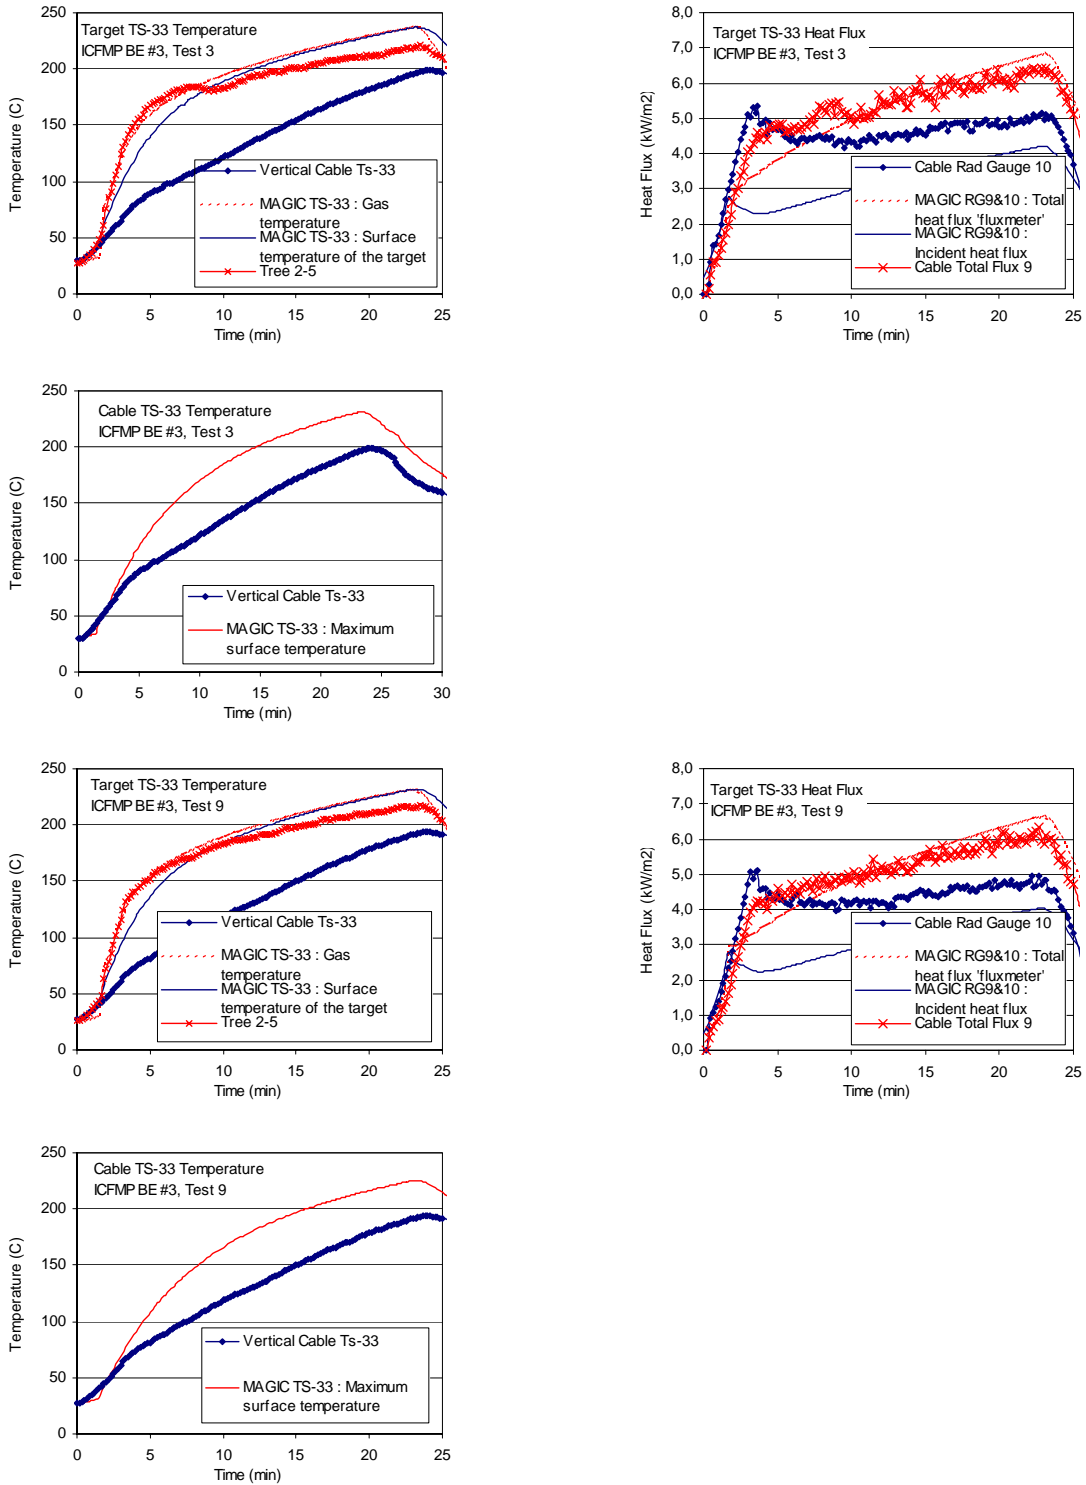 Target TS-33 Temperature
ICFMP BE #3, Test 3
Temperature (C)
250
200
150
100
50
0
Vertical Cable Ts-33
MAGIC TS-33 : Gas
temperature
MAGIC TS-33 : Surface
temperature of the target
Tree 2-5
0 5 10 15 20 25
Time (min)
Target TS-33 Heat Flux
ICFMP BE #3, Test 3
Heat Flux (kW/m2)
8,0
7,0
6,0
5,0
4,0
3,0
2,0
1,0
0,0
Cable Rad Gauge 10
MAGIC RG9&10 : Total
heat flux 'fluxmeter'
MAGIC RG9&10 :
Incident heat flux
Cable Total Flux 9
0 5 10 15 20 25
Time (min)
Cable TS-33 Temperature
ICFMP BE #3, Test 3
Temperature (C)
250
200
150
100
50
0
Vertical Cable Ts-33
MAGIC TS-33 : Maximum
surface temperature
0 5 10 15 20 25 30
Time (min)
Target TS-33 Temperature
ICFMP BE #3, Test 9
Temperature (C)
250
200
150
100
50
0
Vertical Cable Ts-33
MAGIC TS-33 : Gas
temperature
MAGIC TS-33 : Surface
temperature of the target
Tree 2-5
0 5 10 15 20 25
Time (min)
Target TS-33 Heat Flux
ICFMP BE #3, Test 9
Heat Flux (kW/m2)
8,0
7,0
6,0
5,0
4,0
3,0
2,0
1,0
0,0
Cable Rad Gauge 10
MAGIC RG9&10 : Total
heat flux 'fluxmeter'
MAGIC RG9&10 :
Incident heat flux
Cable Total Flux 9
0 5 10 15 20 25
Time (min)
Cable TS-33 Temperature
ICFMP BE #3, Test 9
Temperature (C)
250
200
150
100
50
0
Vertical Cable Ts-33
MAGIC TS-33 : Maximum
surface temperature
0 5 10 15 20 25
Time (min)